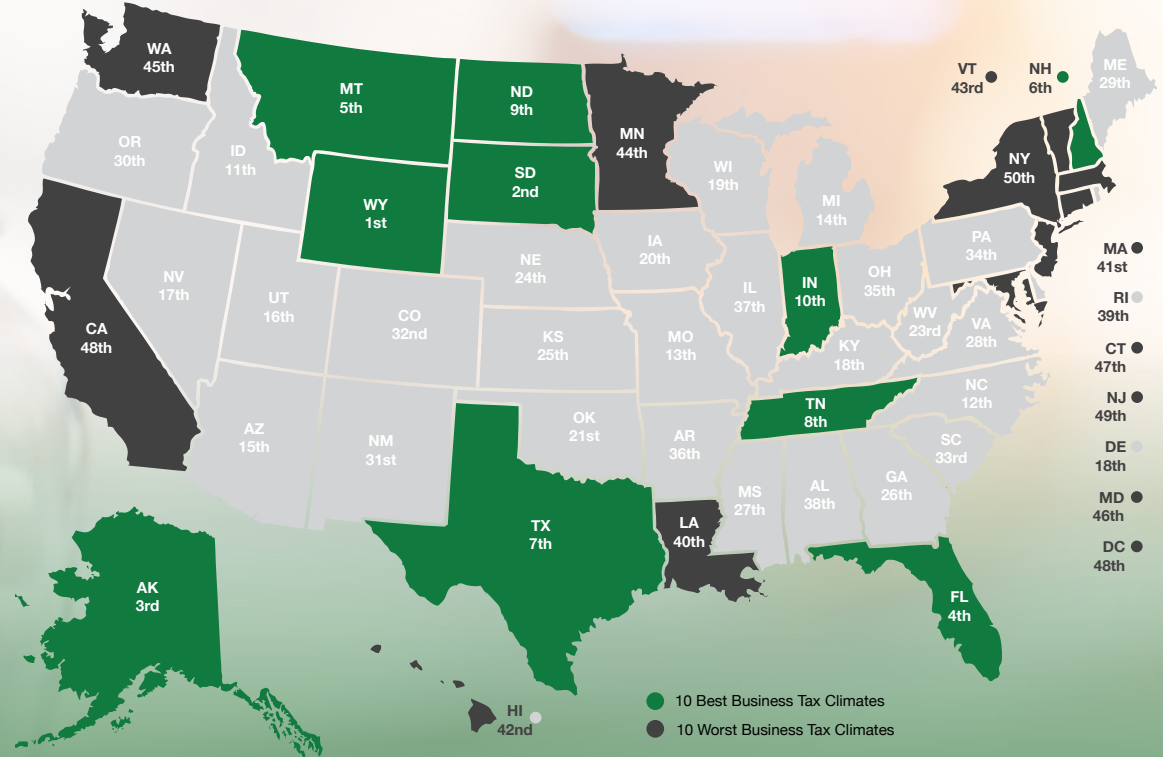 WA
45th
MT
5th
ND
9th
MN
44th
VT
43rd
NH
6th
ME
29th
OR
30th
ID
11th
WY
1st
SD
2nd
WI
19th
MI
14th
NY
50th
NV
17th
UT
16th
CO
32nd
NE
24th
IA
20th
IL
37th
IN
10th
OH
35th
PA
34th
MA
41st
RI
39th
CT
47th
NJ
49th
DE
18th
MD
46th
DC
48th
CA
48th
KS
25th
MO
13th
KY
18th
WV
23rd
VA
28th
AZ
15th
NM
31st
OK
21st
AR
36th
TN
8th
NC
12th
SC
33rd
MS
27th
AL
38th
GA
26th
TX
7th
LA
40th
FL
4th
AK
3rd
HI
42nd
10 Best Business Tax Climates
10 Worst Business Tax Climates